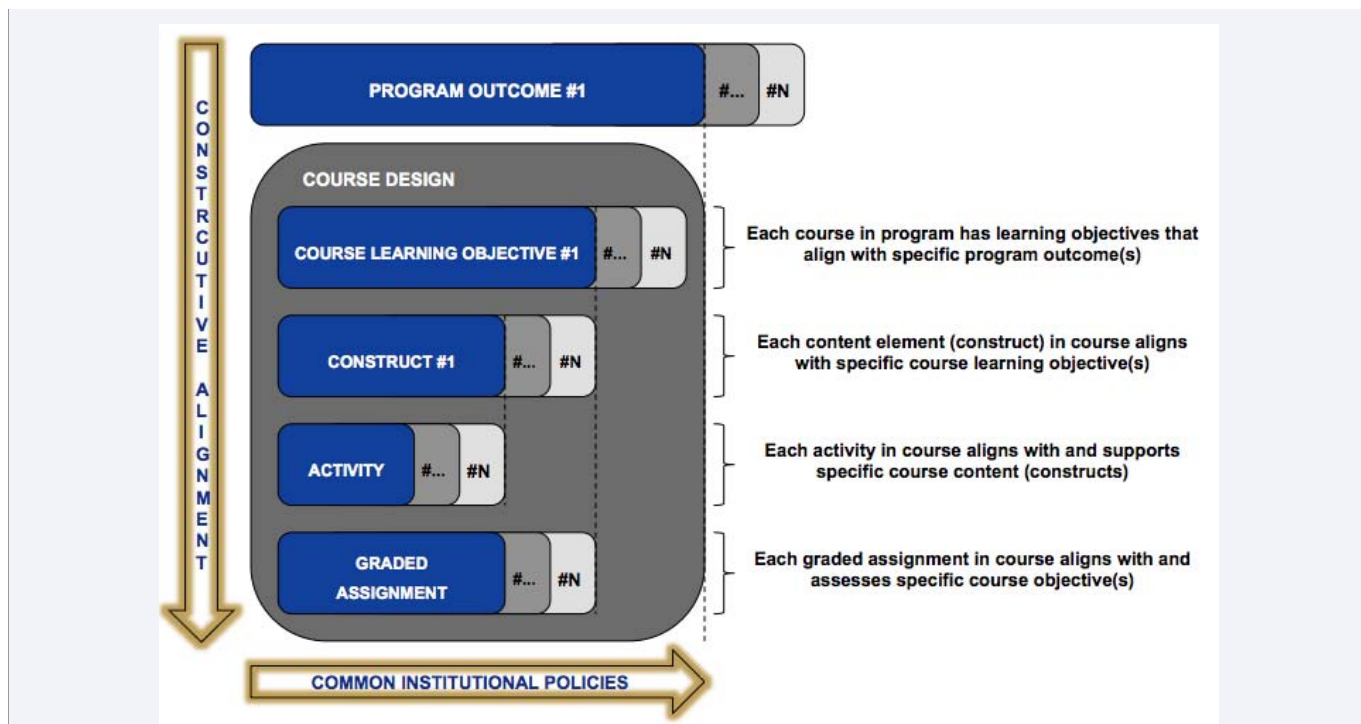 PROGRAM OUTCOME #1 #... #N
CONSTRCUTIVE ALIGNMENT
COURSE DESIGN
COURSE LEARNING OBJECTIVE #1 #... #N
Each course in program has learning objectives that
align with specific program outcome(s)
CONSTRUCT #1 #... #N
Each content element (construct) in course aligns
with specific course learning objective(s)
ACTIVITY #... #N
Each activity in course aligns with and supports
specific course content (constructs)
GRADED
ASSIGNMENT #... #N
Each graded assignment in course aligns with and
assesses specific course objective(s)
COMMON INSTITUTIONAL POLICIES